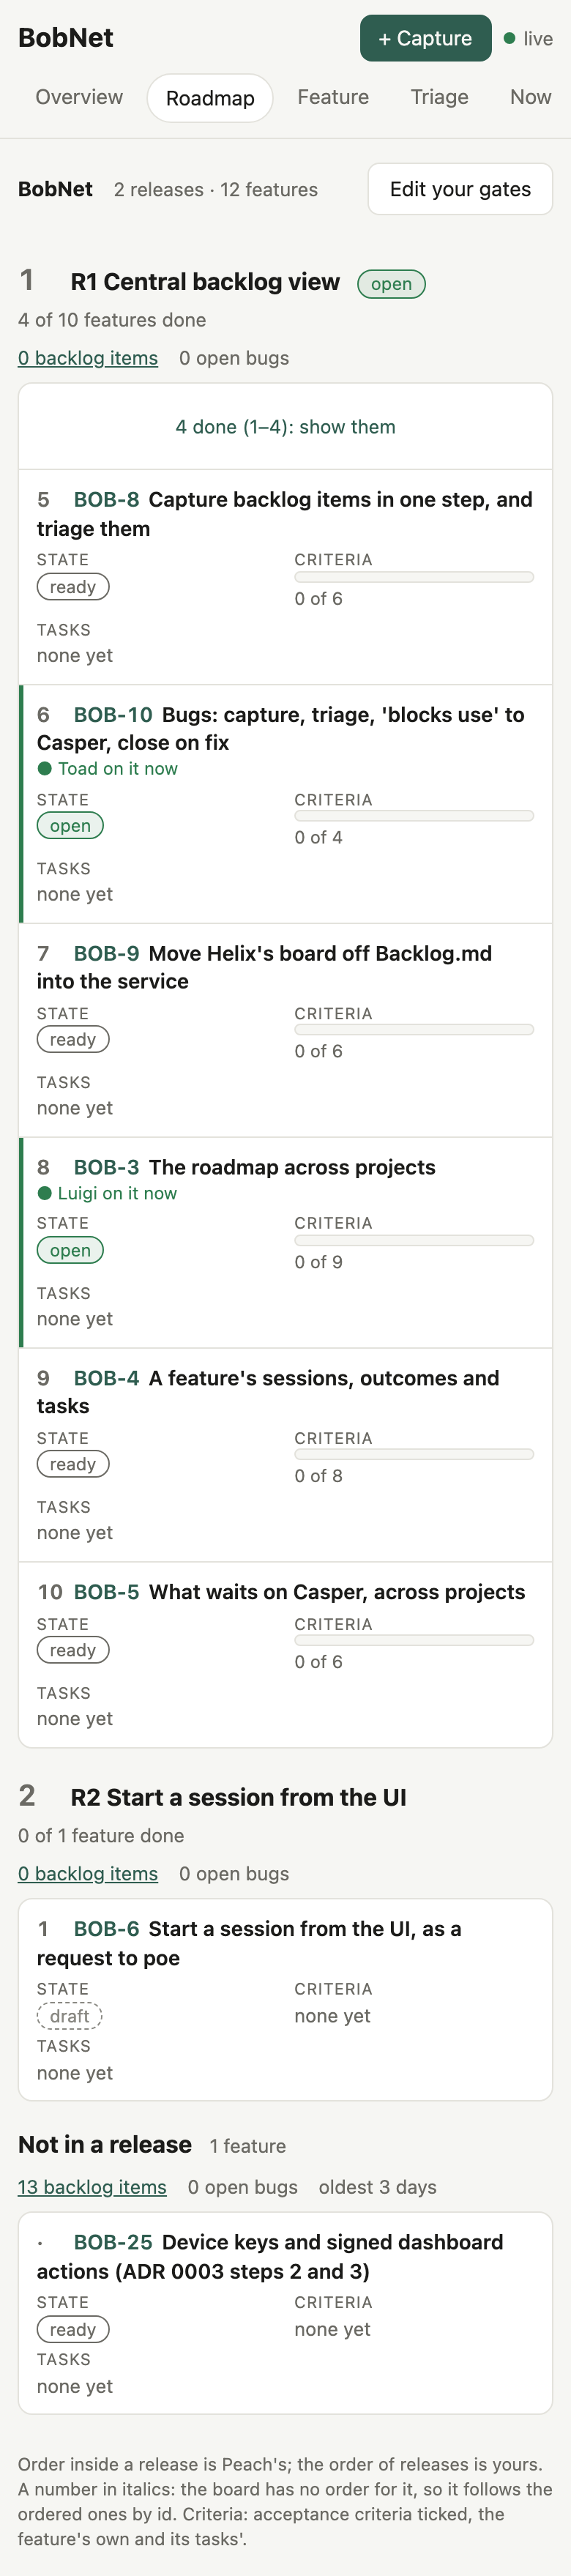 BobNet
+ Capture
live
Overview
Roadmap
Feature
Triage
Now
BobNet 2 releases · 12 features
Edit your gates
1 R1 Central backlog view open
4 of 10 features done
0 backlog items 0 open bugs
4 done (1–4): show them
5 BOB-8 Capture backlog items in one step, and
triage them
STATE CRITERIA
ready
0 of 6
TASKS
none yet
6 BOB-10 Bugs: capture, triage, 'blocks use' to
Casper, close on fix
Toad on it now
STATE CRITERIA
open
0 of 4
TASKS
none yet
7 BOB-9 Move Helix's board off Backlog.md
into the service
STATE CRITERIA
ready
0 of 6
TASKS
none yet
8 BOB-3 The roadmap across projects
Luigi on it now
STATE CRITERIA
open
0 of 9
TASKS
none yet
9 BOB-4 A feature's sessions, outcomes and
tasks
STATE CRITERIA
ready
0 of 8
TASKS
none yet
10 BOB-5 What waits on Casper, across projects
STATE CRITERIA
ready
0 of 6
TASKS
none yet
2 R2 Start a session from the UI
0 of 1 feature done
0 backlog items 0 open bugs
1 BOB-6 Start a session from the UI, as a
request to poe
STATE CRITERIA
draft none yet
TASKS
none yet
Not in a release 1 feature
13 backlog items 0 open bugs oldest 3 days
· BOB-25 Device keys and signed dashboard
actions (ADR 0003 steps 2 and 3)
STATE CRITERIA
ready none yet
TASKS
none yet
Order inside a release is Peach's; the order of releases is yours.
A number in italics: the board has no order for it, so it follows the
ordered ones by id. Criteria: acceptance criteria ticked, the
feature's own and its tasks'.